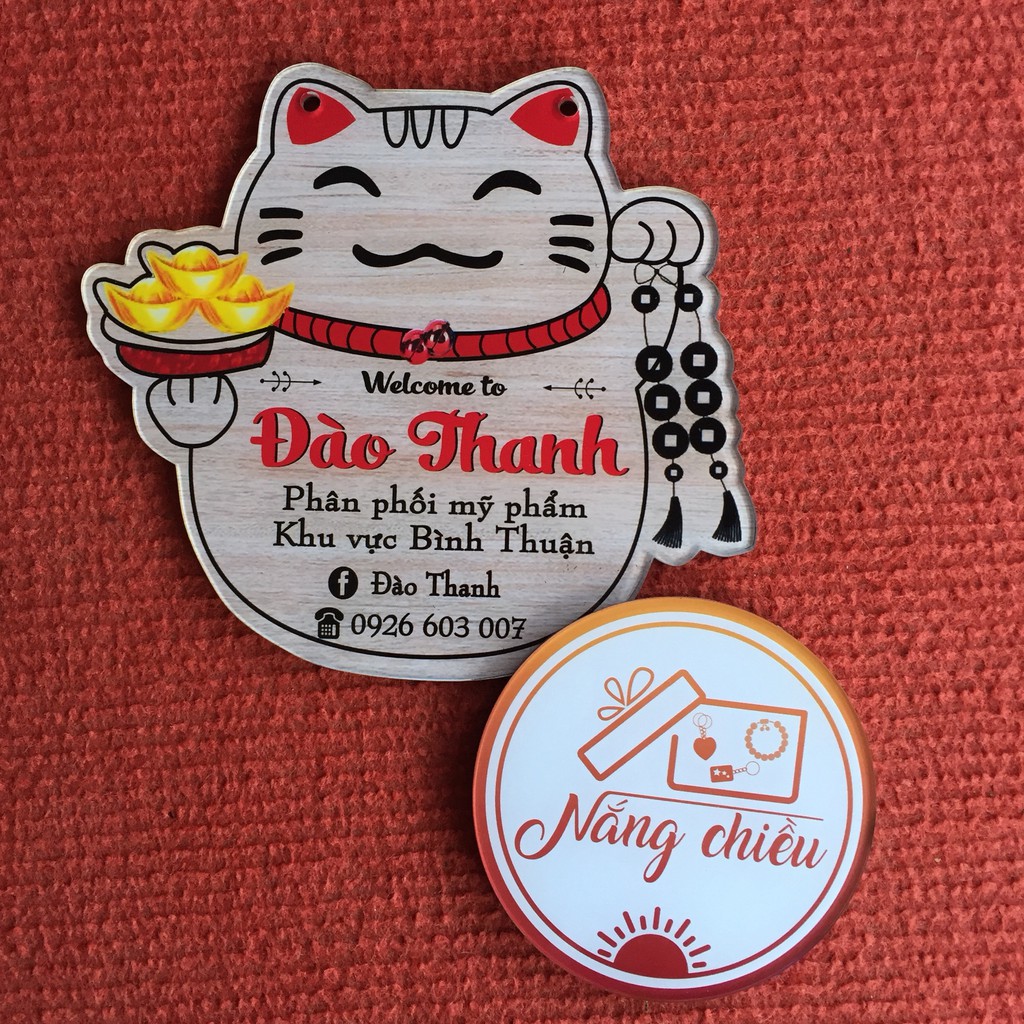 Welcome to
Đào Thanh
Phân phối mỹ phẩm
Khu vực Bình Thuận
f Đào Thanh
0926 603 007
Nắng chiều